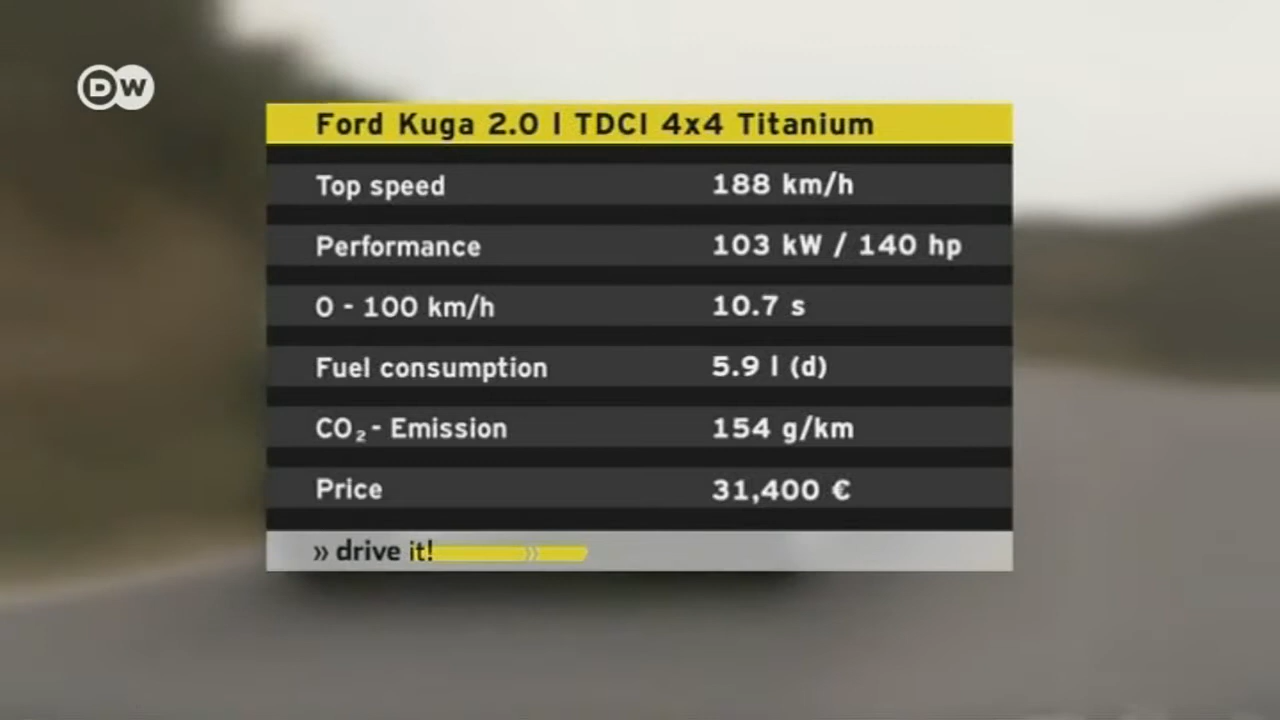 DW
Ford Kuga 2.0 l TDCI 4x4 Titanium
Top speed 188 km/h
Performance 103 kW / 140 hp
0 - 100 km/h 10.7 s
Fuel consumption 5.9 l (d)
CO₂- Emission 154 g/km
Price 31,400 €
» drive it! »